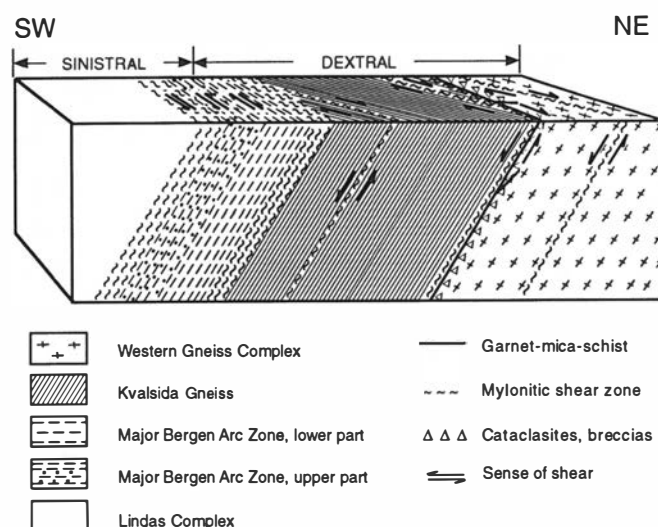 SW NE
SINISTRAL DEXTRAL
Western Gneiss Complex
Kvalsida Gneiss
Major Bergen Arc Zone, lower part
Major Bergen Arc Zone, upper part
Lindas Complex
Garnet-mica-schist
Mylonitic shear zone
Cataclasites, breccias
Sense of shear